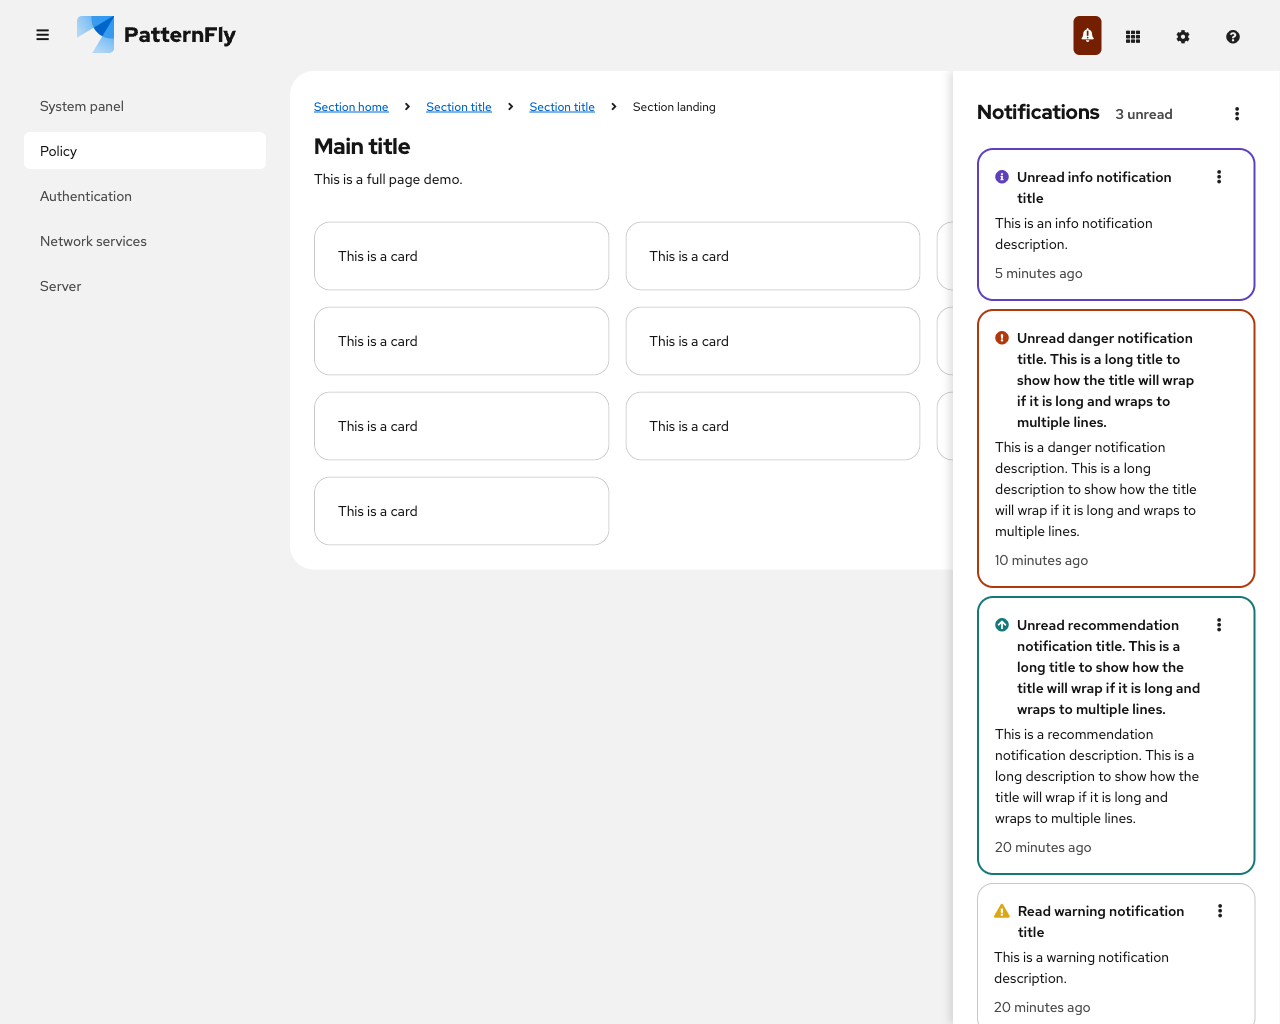 PatternFly
System panel
Policy
Authentication
Network services
Server
Section home
Section title
Section title
Section landing
Main title
This is a full page demo.
This is a card
This is a card
This is a card
This is a card
This is a card
This is a card
This is a card
Notifications
3 unread
Unread info notification
title
This is an info notification
description.
5 minutes ago
Unread danger notification
title. This is a long title to
show how the title will wrap
if it is long and wraps to
multiple lines.
This is a danger notification
description. This is a long
description to show how the title
will wrap if it is long and wraps to
multiple lines.
10 minutes ago
Unread recommendation
notification title. This is a
long title to show how the
title will wrap if it is long and
wraps to multiple lines.
This is a recommendation
notification description. This is a
long description to show how the
title will wrap if it is long and
wraps to multiple lines.
20 minutes ago
Read warning notification
title
This is a warning notification
description.
20 minutes ago